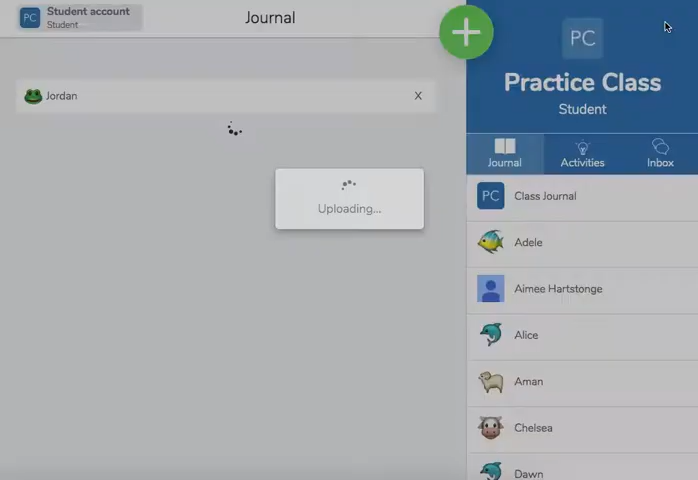 PC
Student account
Student
Journal
PC
Practice Class
Student
Jordan
X
Journal
Activities
Inbox
Uploading...
PC
Class Journal
Adele
Aimee Hartstonge
Alice
Aman
Chelsea
Dawn